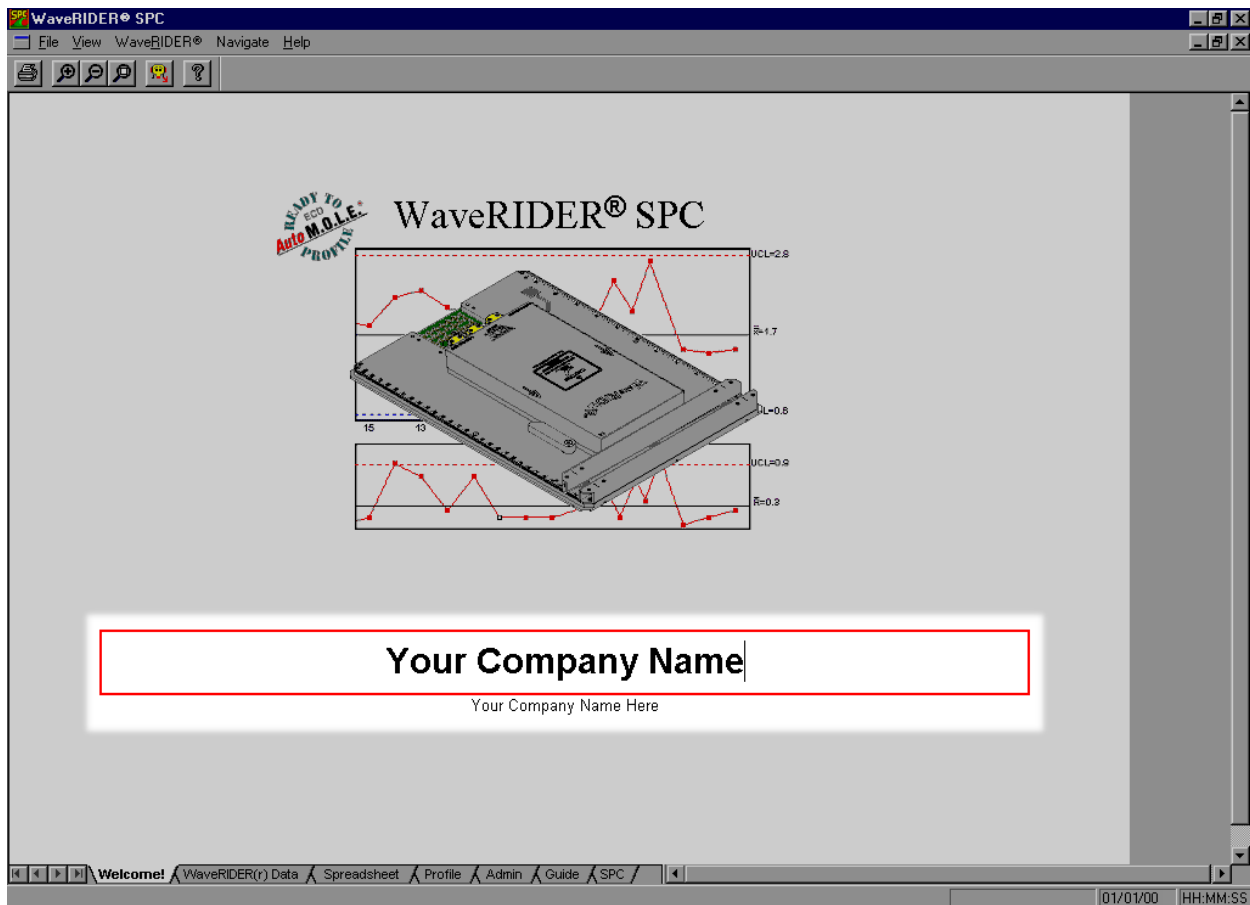 WaveRIDER® SPC
File View WaveRIDER® Navigate Help
READY TO
ECO
Auto M.O.L.E.®
PROFILE
WaveRIDER® SPC
UCL=2.8
R=1.7
L=0.6
15 13
UCL=0.9
R=0.3
Your Company Name
Your Company Name Here
Welcome! WaveRIDER(r) Data Spreadsheet Profile Admin Guide SPC
01/01/00 HH:MM:SS